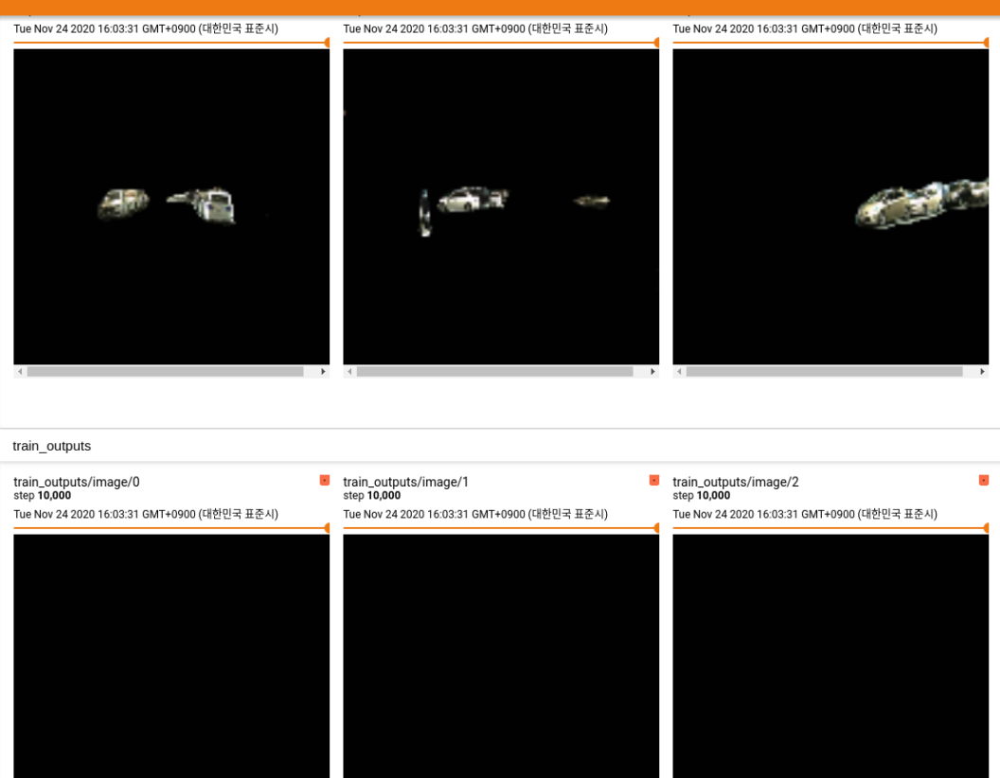 Tue Nov 24 2020 16:03:31 GMT+0900 (대한민국 표준시)
Tue Nov 24 2020 16:03:31 GMT+0900 (대한민국 표준시)
Tue Nov 24 2020 16:03:31 GMT+0900 (대한민국 표준시)
train_outputs
train_outputs/image/0
step 10,000
Tue Nov 24 2020 16:03:31 GMT+0900 (대한민국 표준시)
train_outputs/image/1
step 10,000
Tue Nov 24 2020 16:03:31 GMT+0900 (대한민국 표준시)
train_outputs/image/2
step 10,000
Tue Nov 24 2020 16:03:31 GMT+0900 (대한민국 표준시)